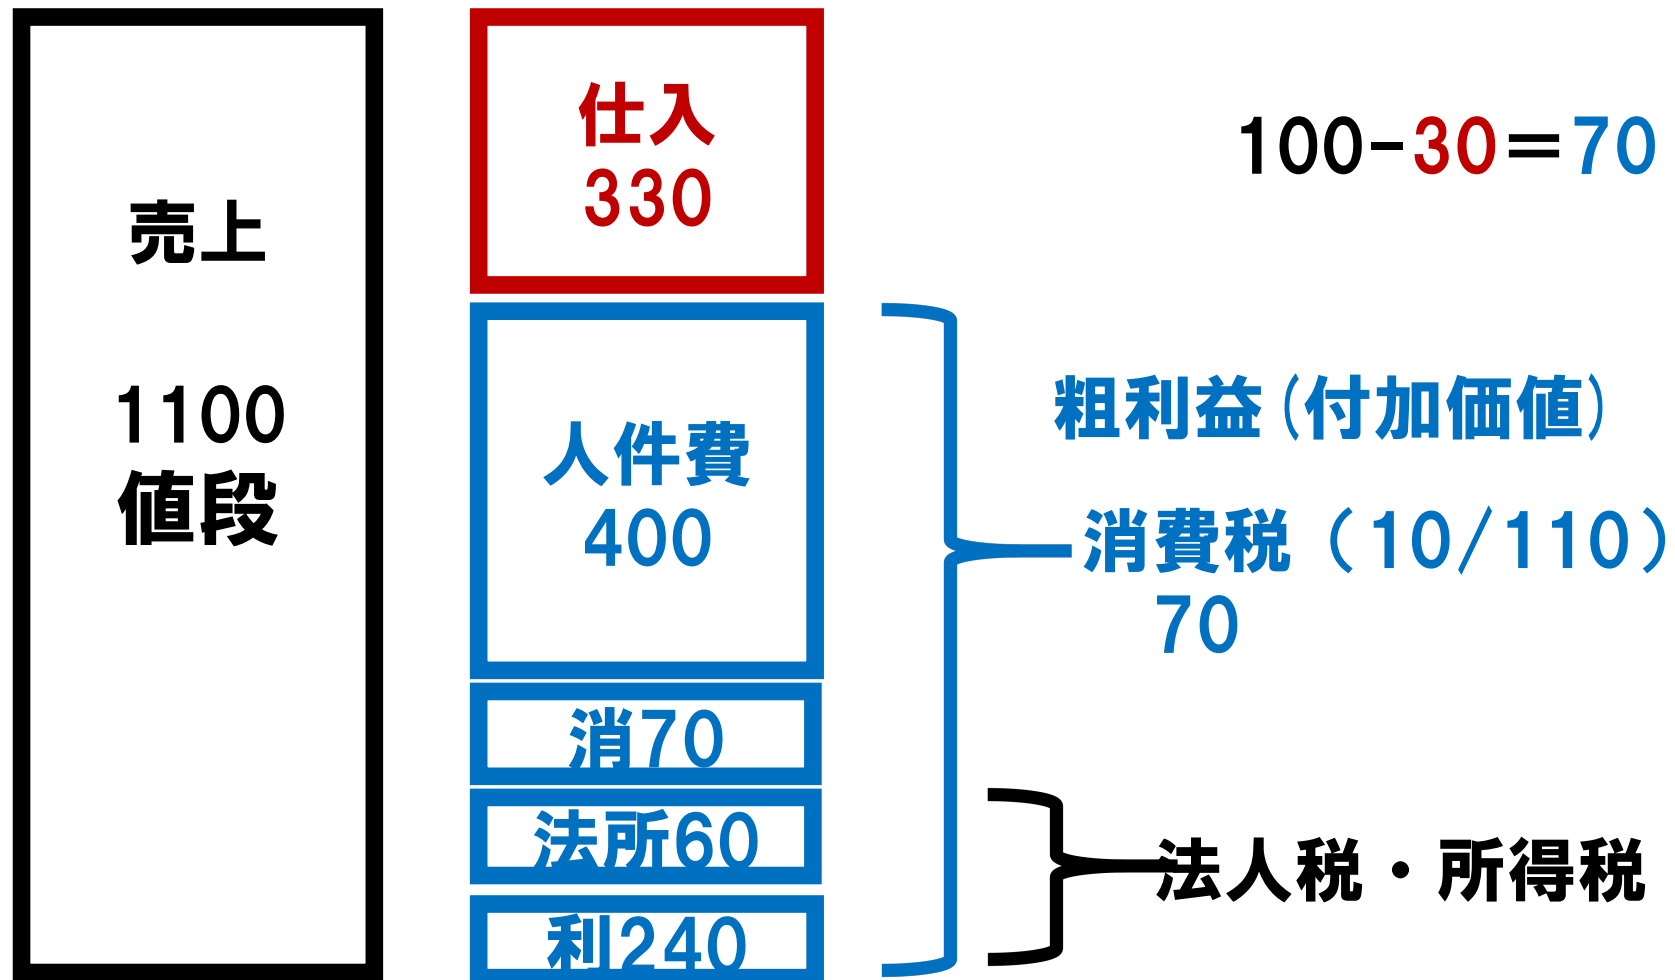 売上
1100
値段
仕入
330
人件費
400
消70
法所60
利240
100-30=70
粗利益(付加価値)
消費税(10/110)
70
法人税・所得税